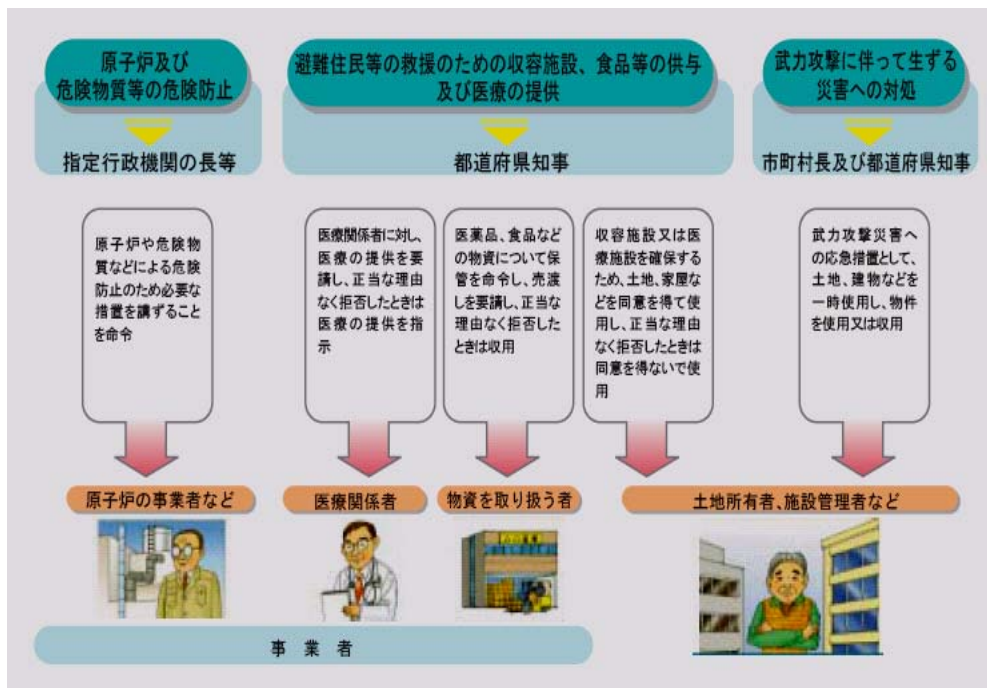 原子炉及び
危険物質等の危険防止
指定行政機関の長等
避難住民等の救援のための収容施設、食品等の供与
及び医療の提供
都道府県知事
武力攻撃に伴って生ずる
災害への対処
市町村長及び都道府県知事
原子炉や危険物
質などによる危険
防止のため必要な
措置を講ずること
を命令
医療関係者に対し、
医療の提供を要
請し、正当な理由
なく拒否したときは
医療の提供を指
示
医薬品、食品など
の物資について保
管を命令し、売渡
しを要請し、正当な
理由なく拒否した
ときは収用
収容施設又は医
療施設を確保する
ため、土地、家屋な
どを同意を得て使
用し、正当な理由
なく拒否したときは
同意を得ないで使
用
武力攻撃災害へ
の応急措置として、
土地、建物などを
一時使用し、物件
を使用又は収用
原子炉の事業者など
医療関係者
物資を取り扱う者
土地所有者、施設管理者など
事業者